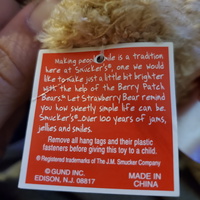 Making people smile is a tradition
here at Smucker's®. one we would
like to make just a little bit brighter
with the help of the Berry Patch
Bears.™ Let Strawberry Bear remind
you how sweetly simple life can be.
Smucker's®. Over 100 years of jams,
jellies and smiles.
Remove all hang tags and their plastic
fasteners before giving this toy to a child.
® Registered trademarks of The J.M. Smucker Company
© GUND INC.
EDISON, N.J. 08817
MADE IN
CHINA